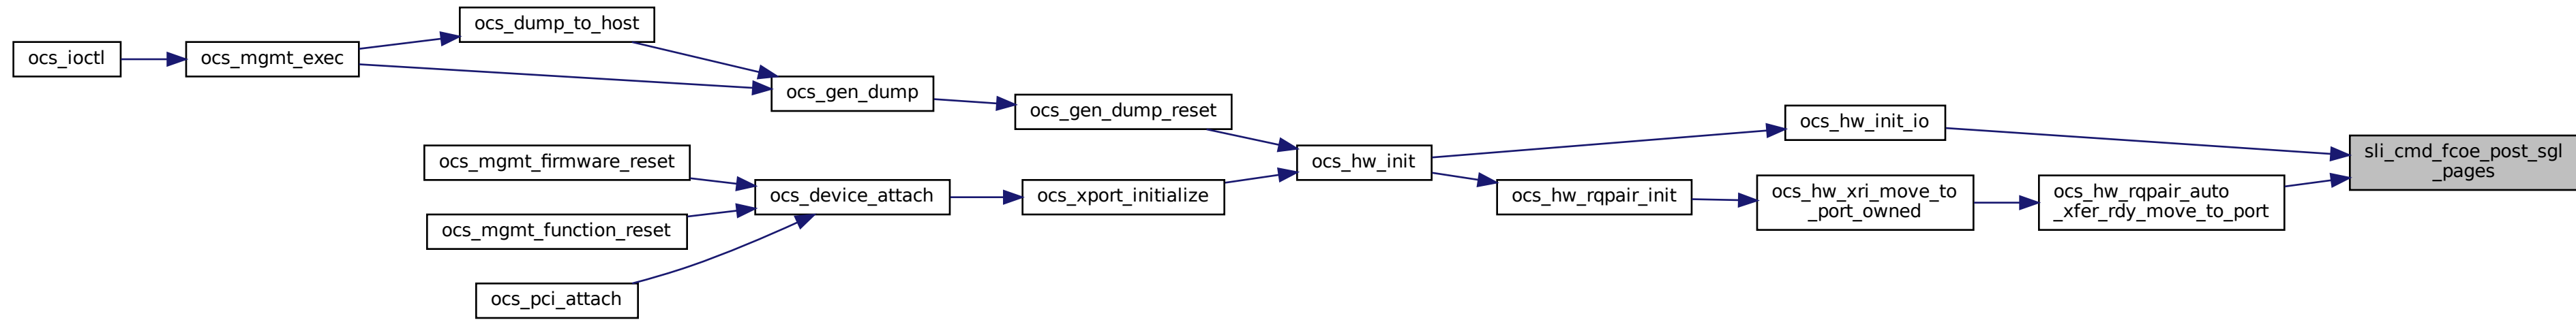 ocs_ioctl
ocs_mgmt_exec
ocs_dump_to_host
ocs_gen_dump
ocs_gen_dump_reset
ocs_mgmt_firmware_reset
ocs_mgmt_function_reset
ocs_pci_attach
ocs_device_attach
ocs_xport_initialize
ocs_hw_init
ocs_hw_init_io
ocs_hw_rqpair_init
ocs_hw_xri_move_to
_port_owned
ocs_hw_rqpair_auto
_xfer_rdy_move_to_port
sli_cmd_fcoe_post_sgl
_pages